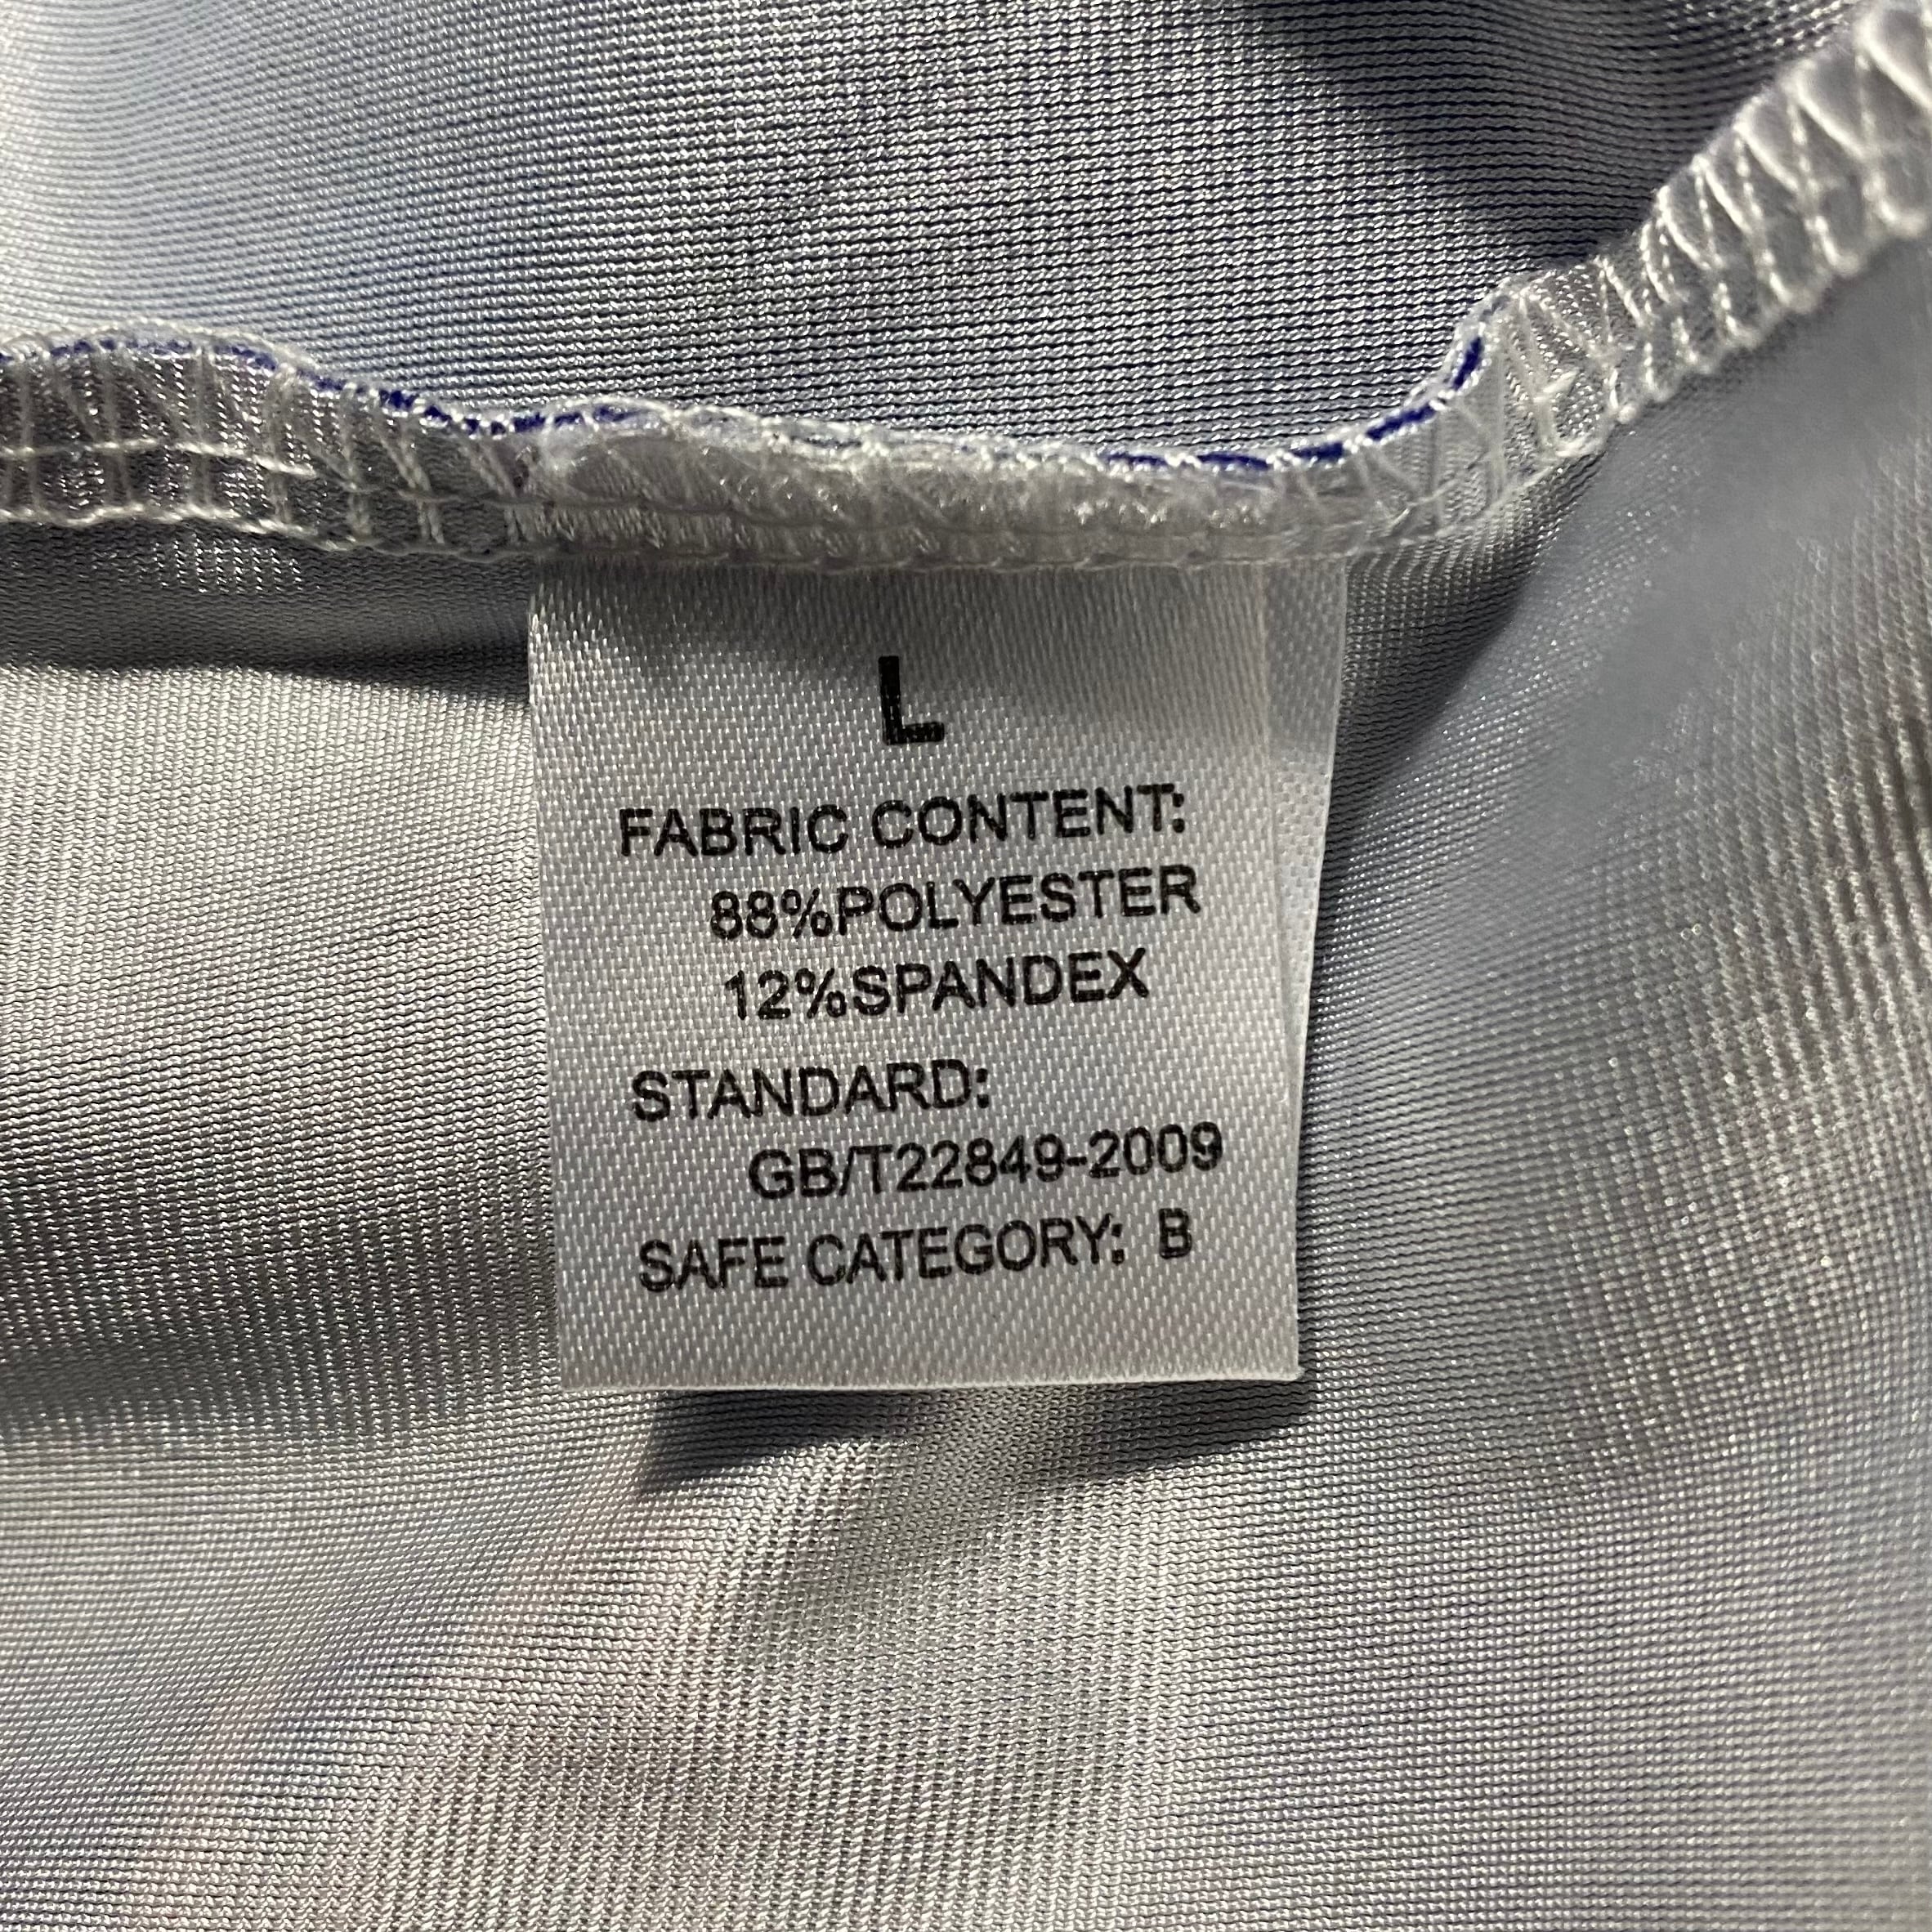 L
FABRIC CONTENT:
88%POLYESTER
12%SPANDEX
STANDARD:
GB/T22849-2009
SAFE CATEGORY: B